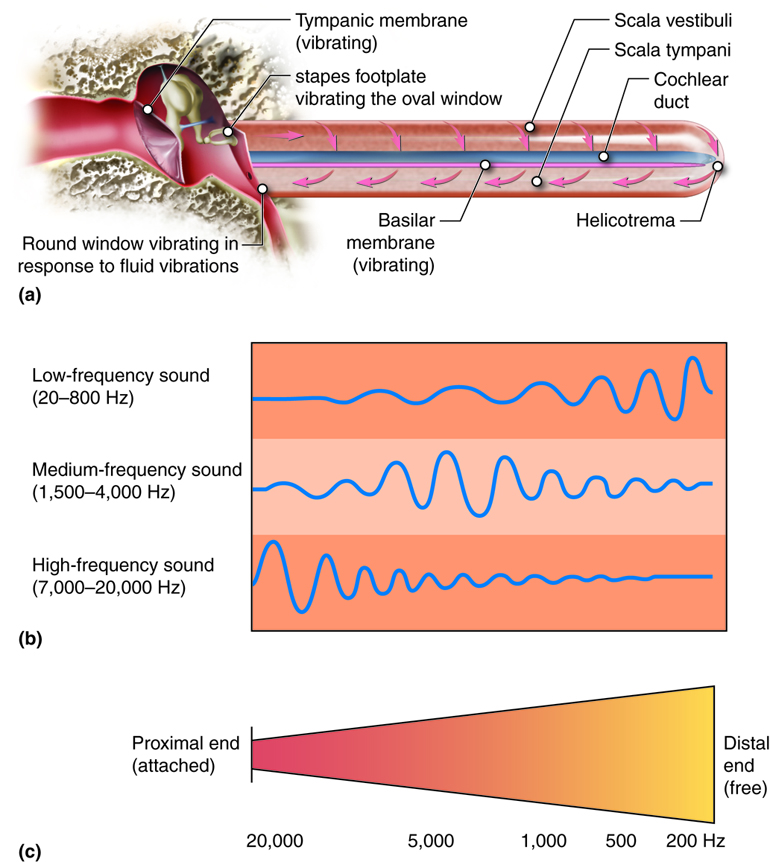 Tympanic membrane
(vibrating)
stapes footplate
vibrating the oval window
Scala vestibuli
Scala tympani
Cochlear
duct
Round window vibrating in
response to fluid vibrations
Basilar
membrane
(vibrating)
Helicotrema
(a)
Low-frequency sound
(20–800 Hz)
Medium-frequency sound
(1,500–4,000 Hz)
High-frequency sound
(7,000–20,000 Hz)
(b)
Proximal end
(attached)
Distal
end
(free)
20,000 5,000 1,000 500 200 Hz
(c)